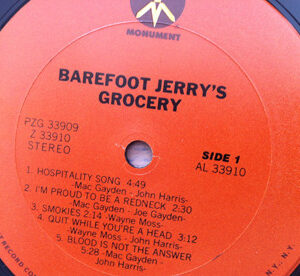 MONUMENT
BAREFOOT JERRY'S
GROCERY
PZG 33909
Z 33910
STEREO
SIDE 1
AL 33910
1. HOSPITALITY SONG 4:49
-Mac Gayden - John Harris-
2. I'M PROUD TO BE A REDNECK 2:30
-Mac Gayden - Joe Gayden-
3. SMOKIES 2:14 -Wayne Moss-
4. QUIT WHILE YOU'RE A HEAD 3:12
-Wayne Moss - John Harris-
5. BLOOD IS NOT THE ANSWER
5:28 -Mac Gayden -
John Harris-
N.Y.